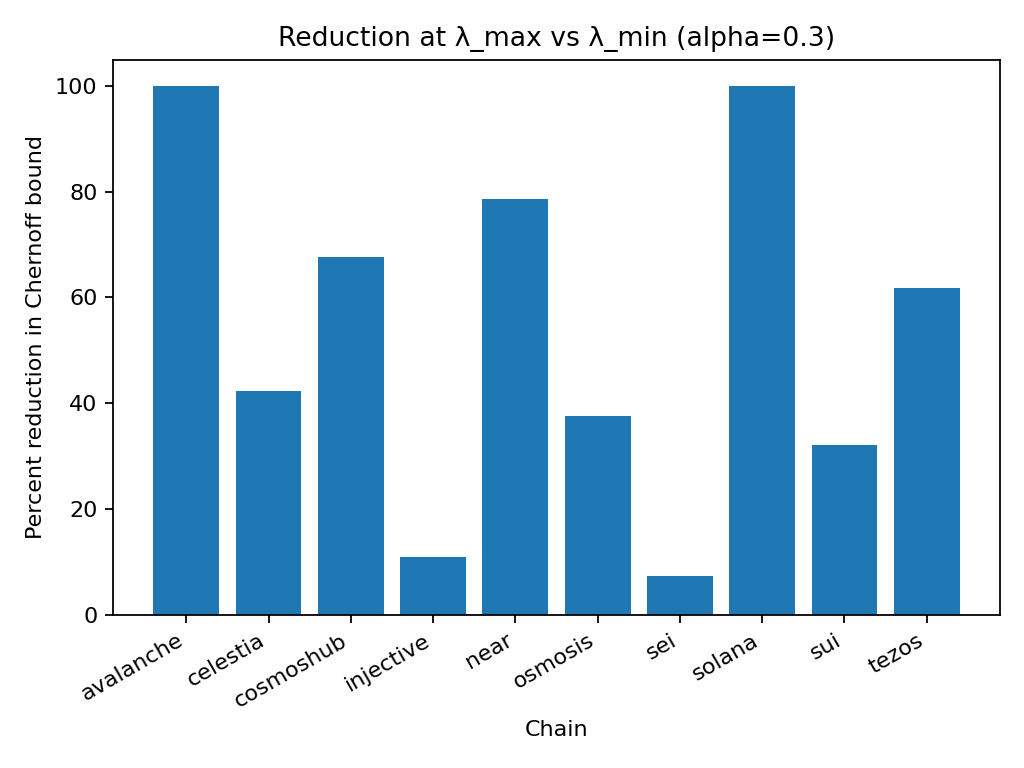 Reduction at λ_max vs λ_min (alpha=0.3)
Percent reduction in Chernoff bound
100
80
60
40
20
0
avalanche
celestia
cosmoshub
injective
near
osmosis
sei
solana
sui
tezos
Chain